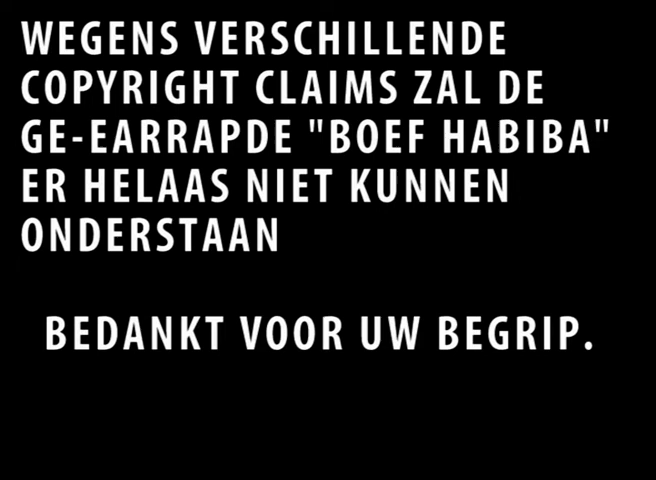 WEGENS VERSCHILLENDE
COPYRIGHT CLAIMS ZAL DE
GE-EARRAPDE "BOEF HABIBA"
ER HELAAS NIET KUNNEN
ONDERSTAAN
BEDANKT VOOR UW BEGRIP.